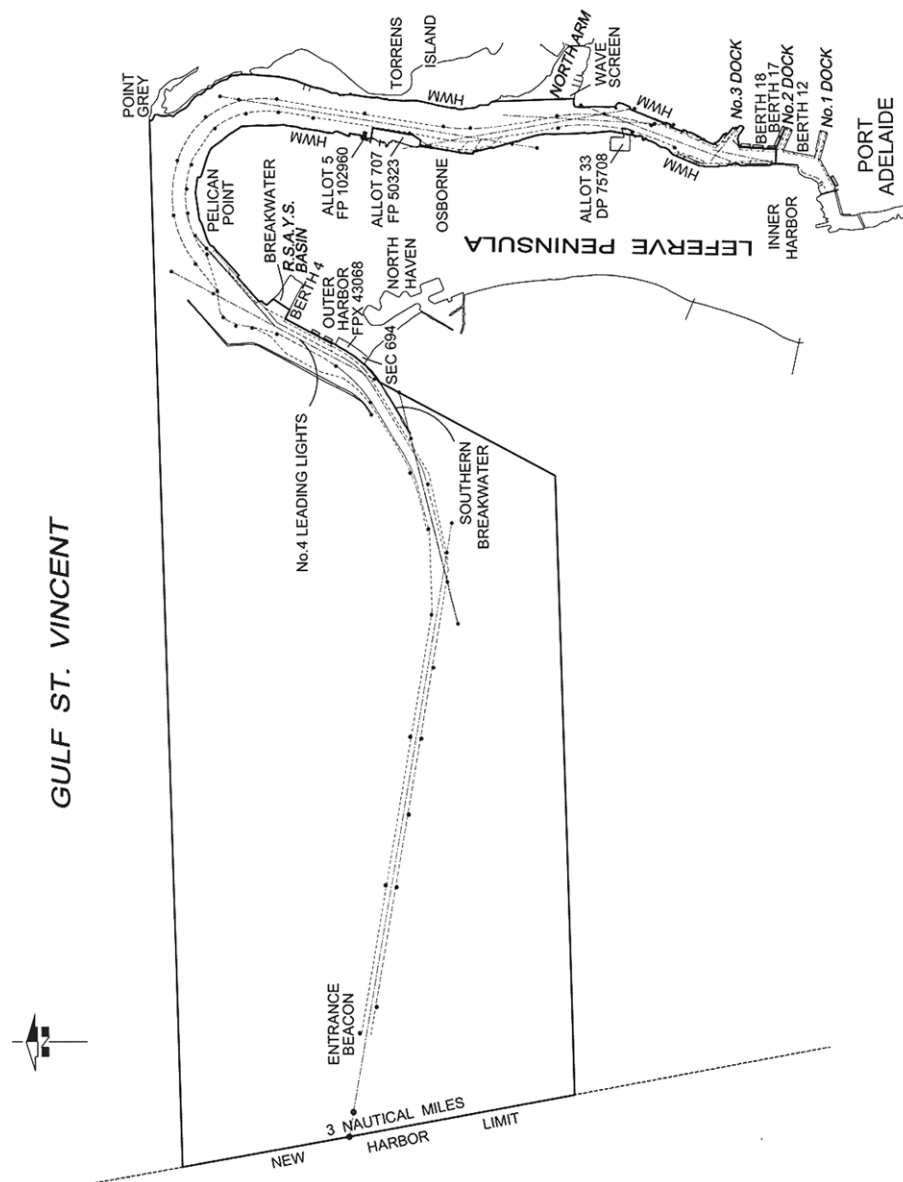 GULF ST. VINCENT
POINT
GREY
TORRENS
ISLAND
HWM
NORTH ARM
WAVE
SCREEN
HWM
No.3 DOCK
BERTH 18
BERTH 17
No.2 DOCK
BERTH 12
No.1 DOCK
PORT
ADELAIDE
PELICAN
POINT
HWM
ALLOT 5
FP 102960
ALLOT 707
FP 50323
OSBORNE
ALLOT 33
DP 75708
HWM
INNER
HARBOR
LEFERVE PENINSULA
BREAKWATER
R.S.A.Y.S.
BASIN
BERTH 4
OUTER
HARBOR
FPX 43068
SEC 694
NORTH
HAVEN
No.4 LEADING LIGHTS
SOUTHERN
BREAKWATER
ENTRANCE
BEACON
3 NAUTICAL MILES
NEW HARBOR LIMIT
N